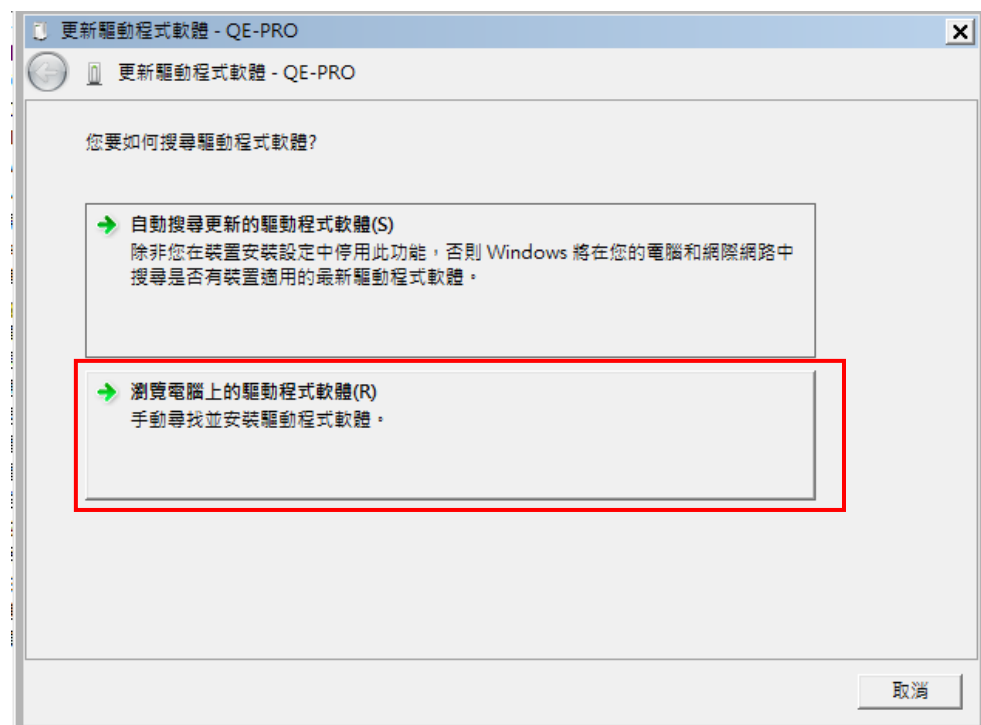 更新驅動程式軟體 - QE-PRO
更新驅動程式軟體 - QE-PRO
您要如何搜尋驅動程式軟體?
自動搜尋更新的驅動程式軟體(S)
除非您在裝置安裝設定中停用此功能，否則 Windows 將在您的電腦和網際網路中
搜尋是否有裝置適用的最新驅動程式軟體。
瀏覽電腦上的驅動程式軟體(R)
手動尋找並安裝驅動程式軟體。
取消